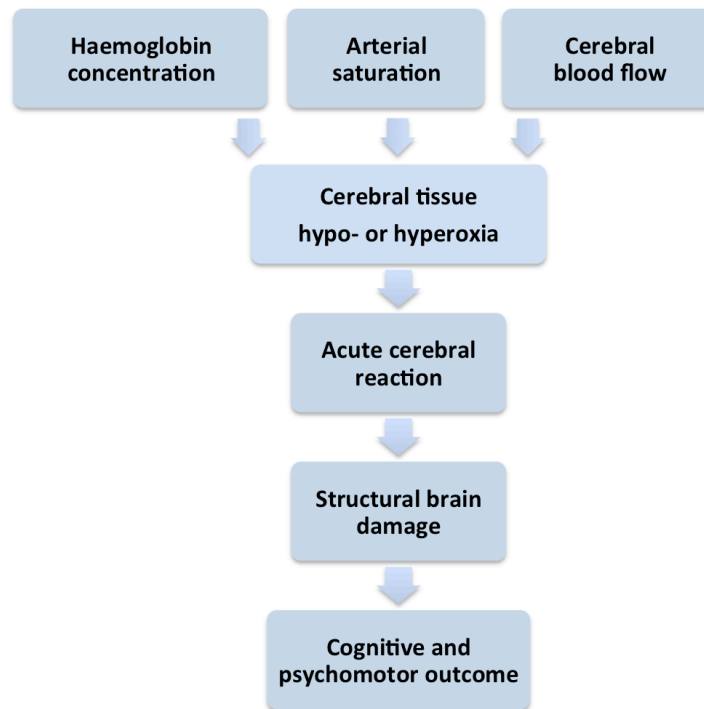 Haemoglobin
concentration
Arterial
saturation
Cerebral
blood flow
Cerebral tissue
hypo- or hyperoxia
Acute cerebral
reaction
Structural brain
damage
Cognitive and
psychomotor outcome